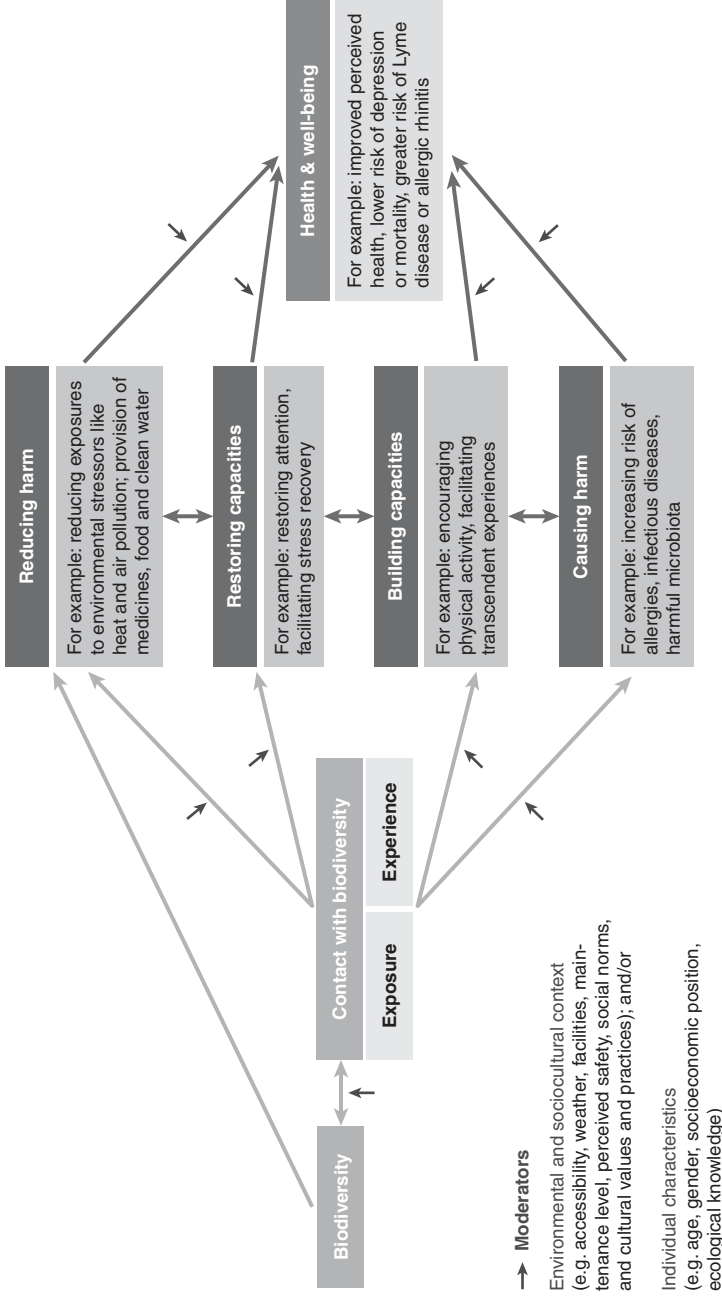 Biodiversity
Contact with biodiversity
Exposure
Experience
Reducing harm
For example: reducing exposures
to environmental stressors like
heat and air pollution; provision of
medicines, food and clean water
Restoring capacities
For example: restoring attention,
facilitating stress recovery
Building capacities
For example: encouraging
physical activity, facilitating
transcendent experiences
Causing harm
For example: increasing risk of
allergies, infectious diseases,
harmful microbiota
Health & well-being
For example: improved perceived
health, lower risk of depression
or mortality, greater risk of Lyme
disease or allergic rhinitis
Moderators
Environmental and sociocultural context
(e.g. accessibility, weather, facilities, main-
tenance level, perceived safety, social norms,
and cultural values and practices); and/or
Individual characteristics
(e.g. age, gender, socioeconomic position,
ecological knowledge)